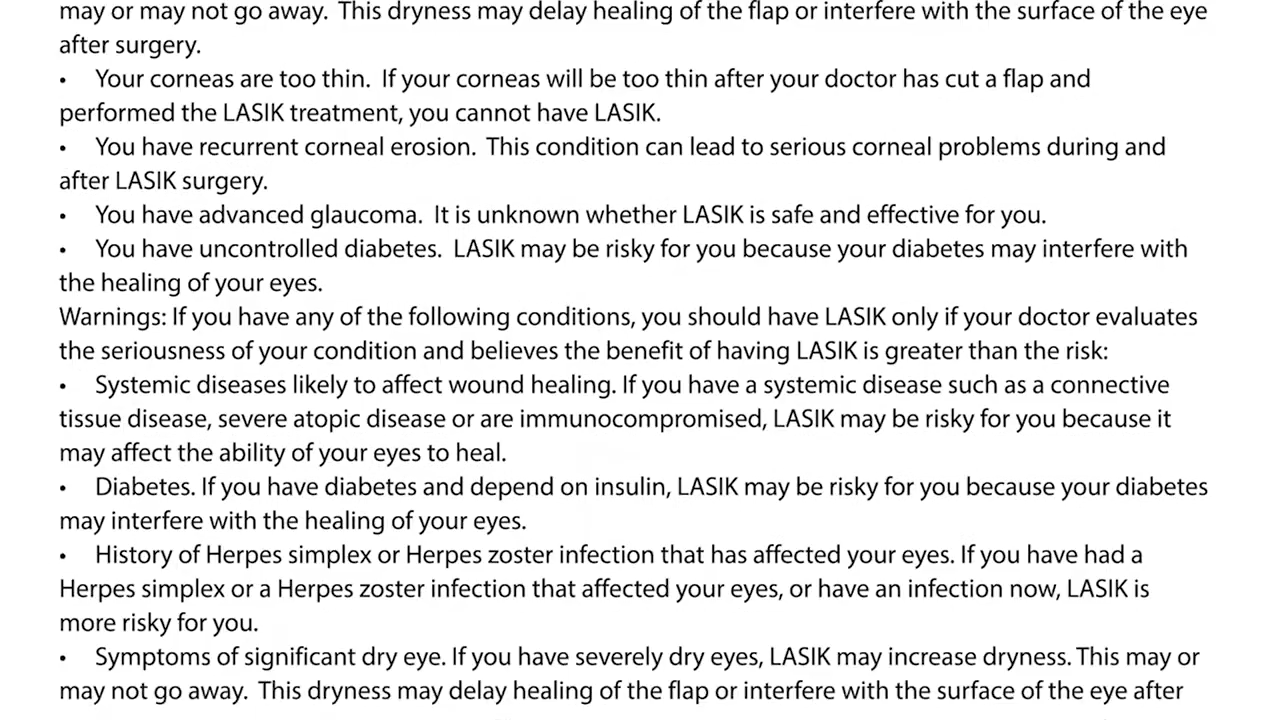 may or may not go away.  This dryness may delay healing of the flap or interfere with the surface of the eye
after surgery.
•	Your corneas are too thin.  If your corneas will be too thin after your doctor has cut a flap and
performed the LASIK treatment, you cannot have LASIK.
•	You have recurrent corneal erosion.  This condition can lead to serious corneal problems during and
after LASIK surgery.
•	You have advanced glaucoma.  It is unknown whether LASIK is safe and effective for you.
•	You have uncontrolled diabetes.  LASIK may be risky for you because your diabetes may interfere with
the healing of your eyes.
Warnings: If you have any of the following conditions, you should have LASIK only if your doctor evaluates
the seriousness of your condition and believes the benefit of having LASIK is greater than the risk:
•	Systemic diseases likely to affect wound healing. If you have a systemic disease such as a connective
tissue disease, severe atopic disease or are immunocompromised, LASIK may be risky for you because it
may affect the ability of your eyes to heal.
•	Diabetes. If you have diabetes and depend on insulin, LASIK may be risky for you because your diabetes
may interfere with the healing of your eyes.
•	History of Herpes simplex or Herpes zoster infection that has affected your eyes. If you have had a
Herpes simplex or a Herpes zoster infection that affected your eyes, or have an infection now, LASIK is
more risky for you.
•	Symptoms of significant dry eye. If you have severely dry eyes, LASIK may increase dryness. This may or
may not go away.  This dryness may delay healing of the flap or interfere with the surface of the eye after